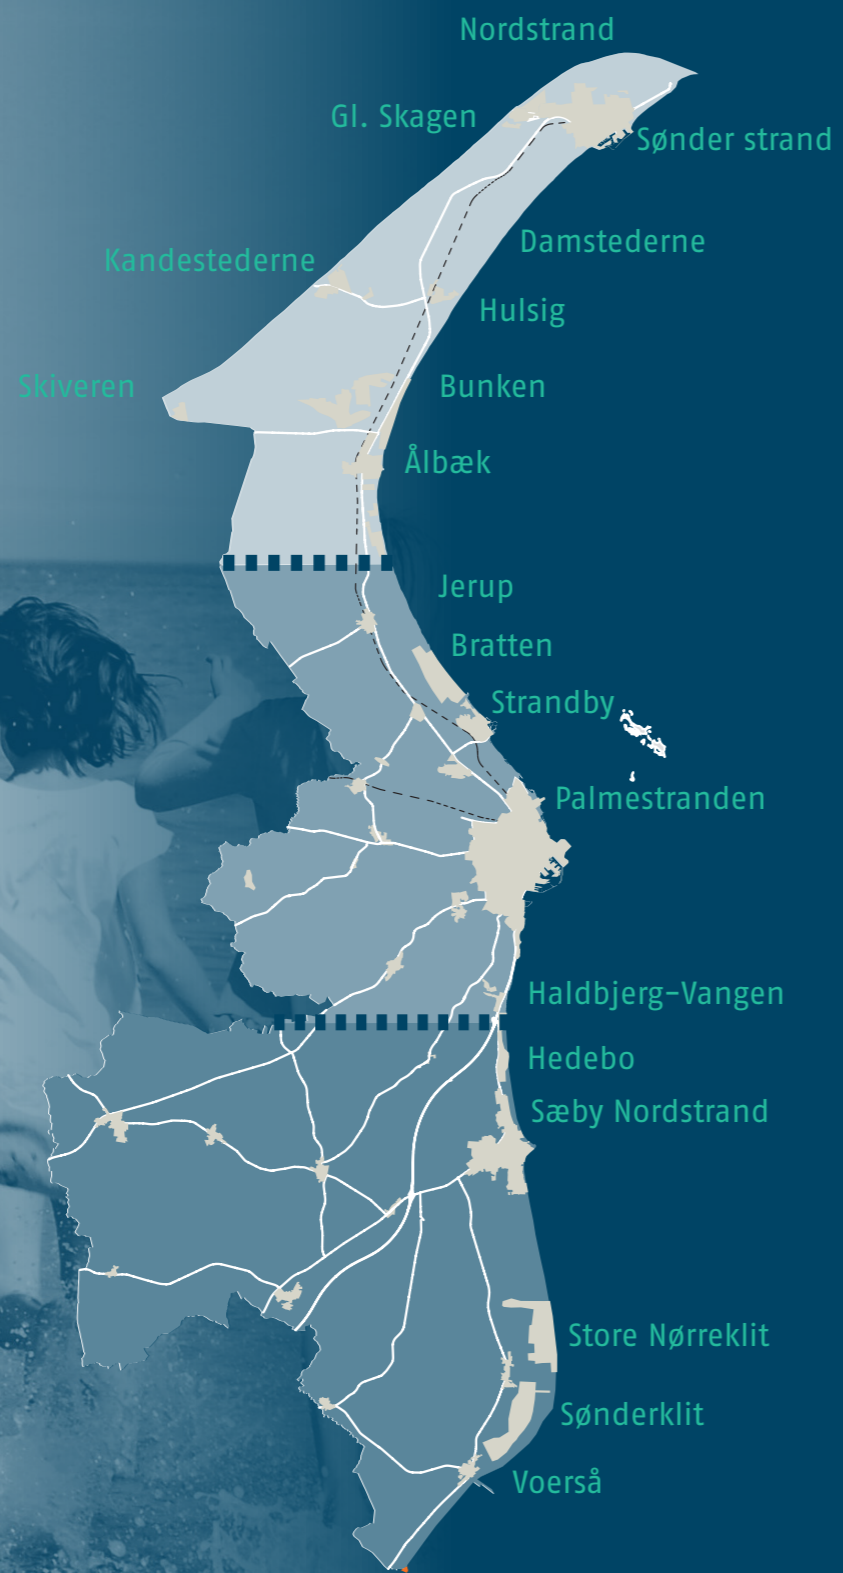 Nordstrand
Gl. Skagen
Sønder strand
Damstederne
Kandestederne
Hulsig
Skiveren
Bunken
Ålbæk
Jerup
Bratten
Strandby
Palmestranden
Haldbjerg-Vangen
Hedebo
Sæby Nordstrand
Store Nørreklit
Sønderklit
Voerså